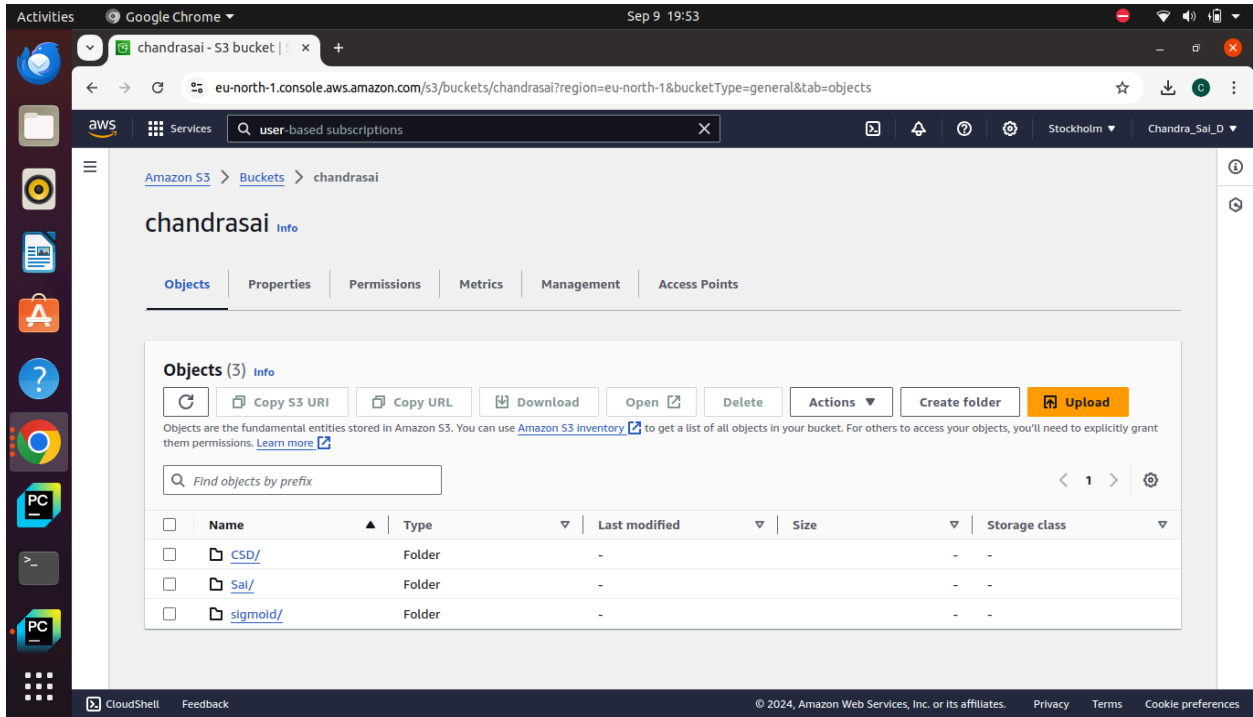 Activities Google Chrome Sep 9 19:53
chandrasai - S3 bucket | S
eu-north-1.console.aws.amazon.com/s3/buckets/chandrasai?region=eu-north-1&bucketType=general&tab=objects C
aws Services user-based subscriptions Stockholm Chandra_Sai_D
Amazon S3 > Buckets > chandrasai
chandrasai Info
Objects Properties Permissions Metrics Management Access Points
Objects (3) Info
Copy S3 URI Copy URL Download Open Delete Actions Create folder Upload
Objects are the fundamental entities stored in Amazon S3. You can use Amazon S3 inventory to get a list of all objects in your bucket. For others to access your objects, you'll need to explicitly grant
them permissions. Learn more
Find objects by prefix < 1 >
Name Type Last modified Size Storage class
CSD/ Folder - - -
Sai/ Folder - - -
sigmoid/ Folder - - -
PC
>_
PC
CloudShell Feedback © 2024, Amazon Web Services, Inc. or its affiliates. Privacy Terms Cookie preferences